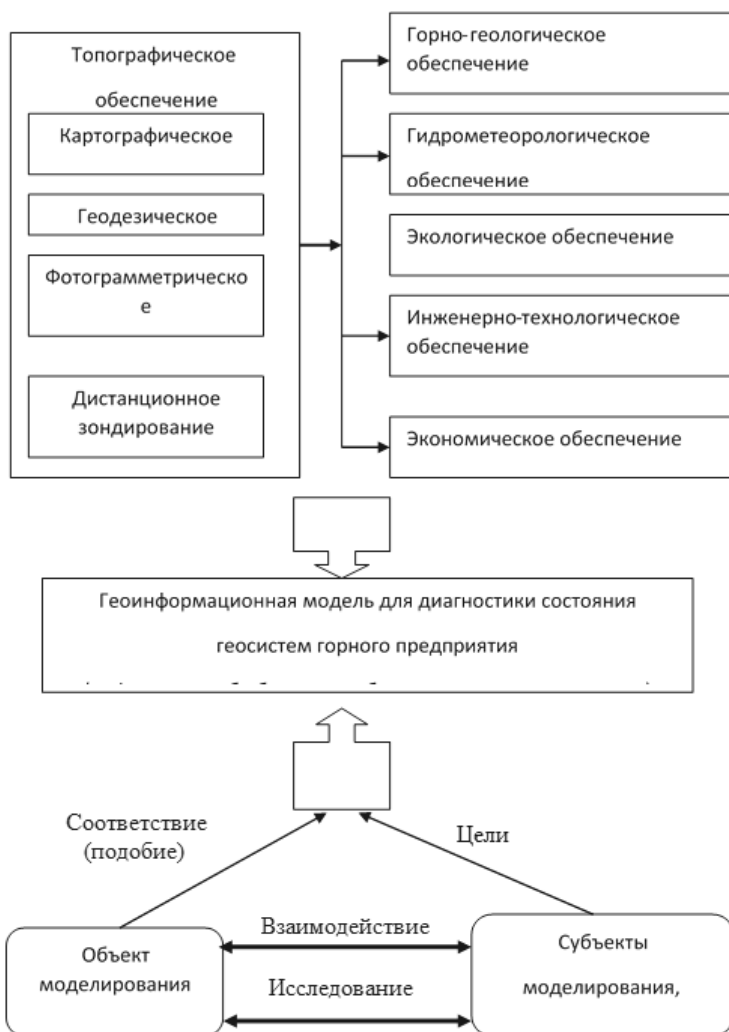 Топографическое
обеспечение
Картографическое
Геодезическое
Фотограмметрическо
е
Дистанционное
зондирование
Горно-геологическое
обеспечение
Гидрометеорологическое
обеспечение
Экологическое обеспечение
Инженерно-технологическое
обеспечение
Экономическое обеспечение
Геоинформационная модель для диагностики состояния
геосистем горного предприятия
Соответствие
(подобие)
Цели
Взаимодействие
Исследование
Объект
моделирования
Субъекты
моделирования,